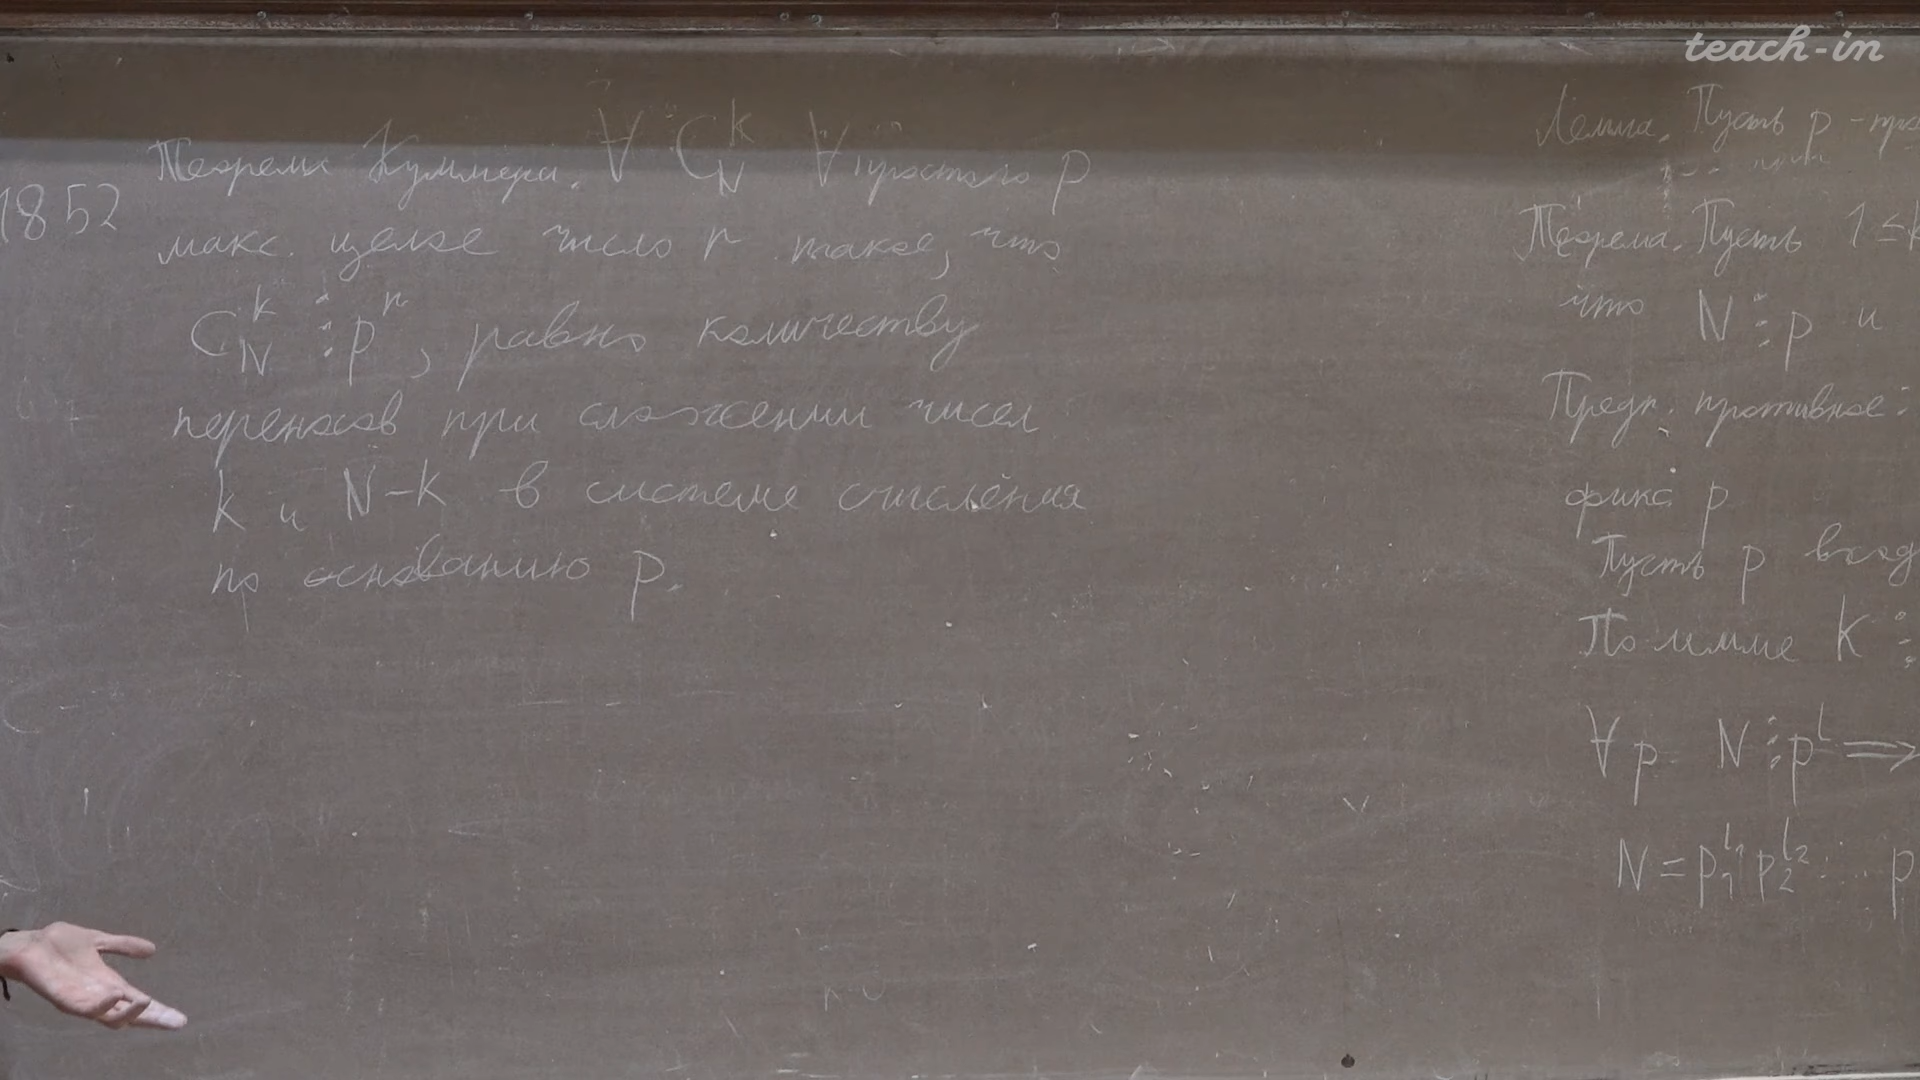 teach-in
1852
Теорема Куммера. ∀ C_N^k ∀ простого p
макс. целое число r такое, что
C_N^k ⋮ p^r, равно количеству
переносов при сложении чисел
k и N-k в системе счисления
по основанию p.
Лемма. Пусть p -
Теорема. Пусть 1 ≤ k
что N ⋮ p и
Предп. противное:
фикс p
Пусть p вход
По лемме k ⋮
∀ p N ⋮ p^l ⟹
N = p_1^{l_1} p_2^{l_2} ... p